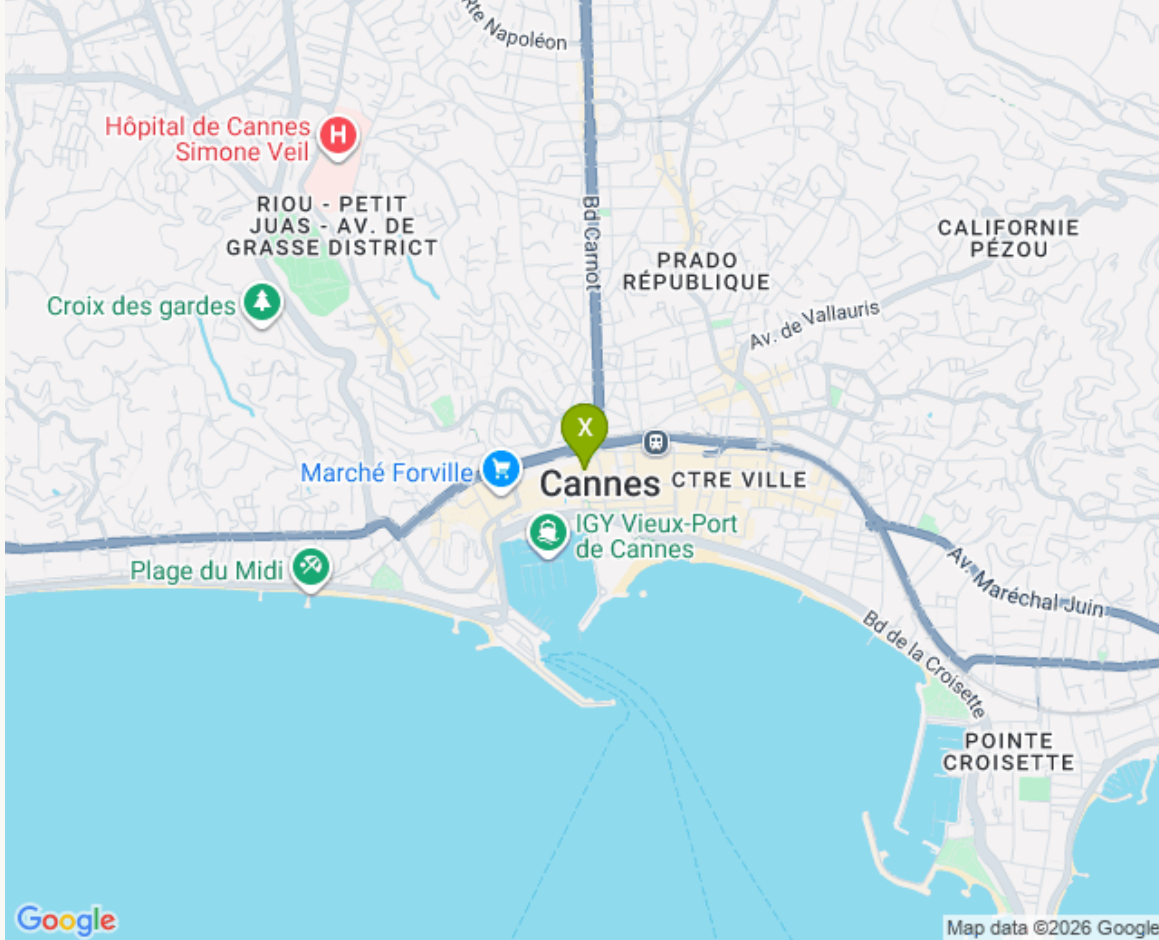 Rte Napoléon
Hôpital de Cannes
Simone Veil
H
RIOU - PETIT
JUAS - AV. DE
GRASSE DISTRICT
Bd Carnot
CALIFORNIE
PÉZOU
PRADO
RÉPUBLIQUE
Croix des gardes
Av. de Vallauris
X
Marché Forville
Cannes
CTRE VILLE
IGY Vieux-Port
de Cannes
Plage du Midi
Av. Maréchal Juin
Bd de la Croisette
POINTE
CROISETTE
Google
Map data ©2026 Google